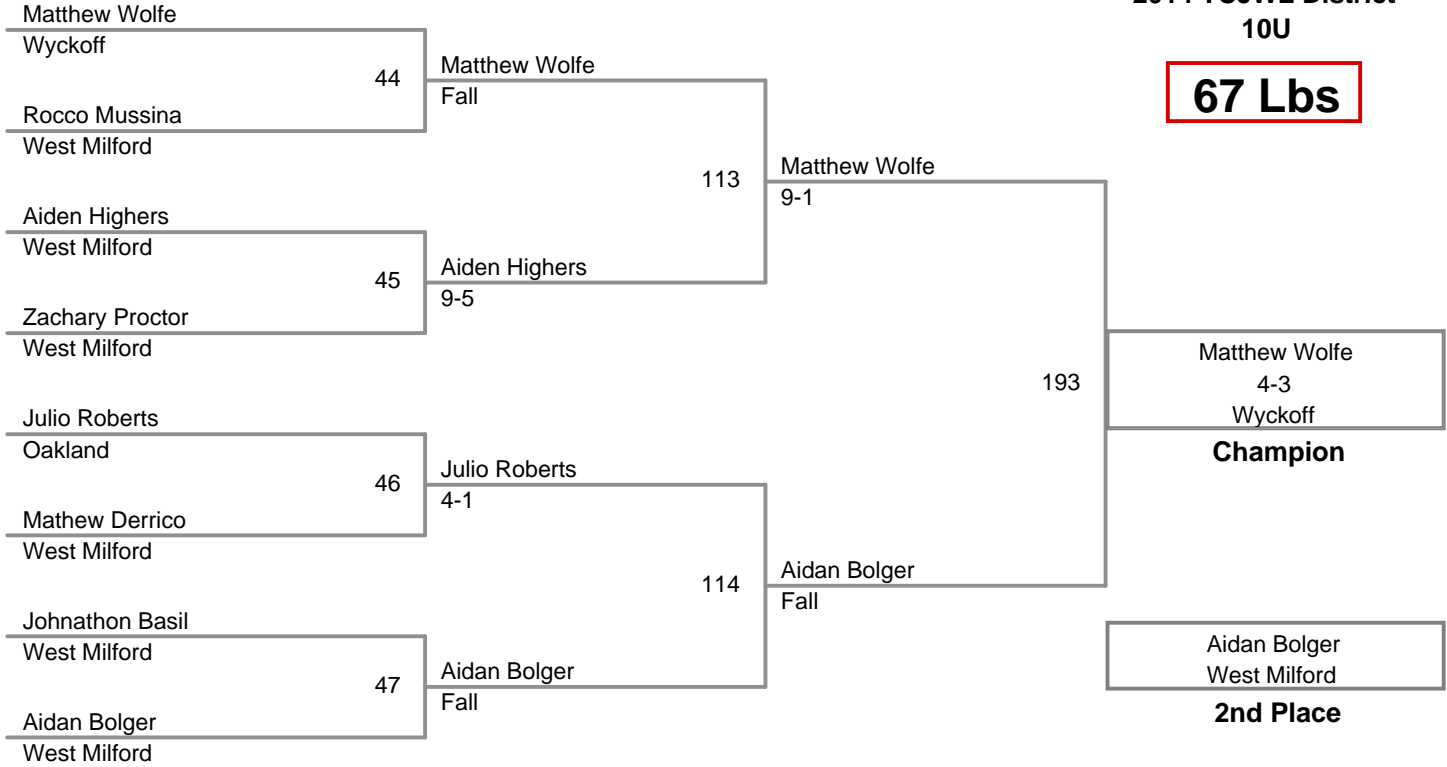 2014 TCJWL District
10U
67 Lbs
Matthew Wolfe
Wyckoff
44
Rocco Mussina
West Milford
Matthew Wolfe
Fall
Aiden Highers
West Milford
45
Zachary Proctor
West Milford
Aiden Highers
9-5
113
Matthew Wolfe
9-1
Julio Roberts
Oakland
46
Mathew Derrico
West Milford
Julio Roberts
4-1
Johnathon Basil
West Milford
47
Aidan Bolger
West Milford
Aidan Bolger
Fall
114
Aidan Bolger
Fall
193
Matthew Wolfe
4-3
Wyckoff
Champion
Aidan Bolger
West Milford
2nd Place